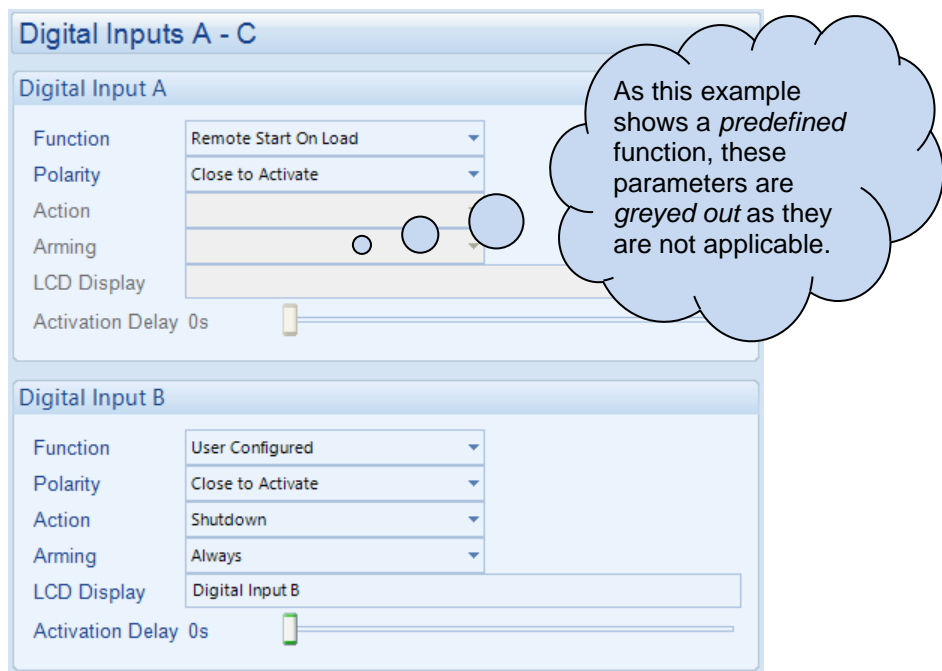 Digital Inputs A - C
Digital Input A
Function Remote Start On Load
Polarity Close to Activate
Action
Arming
LCD Display
Activation Delay 0s
As this example
shows a predefined
function, these
parameters are
greyed out as they
are not applicable.
Digital Input B
Function User Configured
Polarity Close to Activate
Action Shutdown
Arming Always
LCD Display Digital Input B
Activation Delay 0s